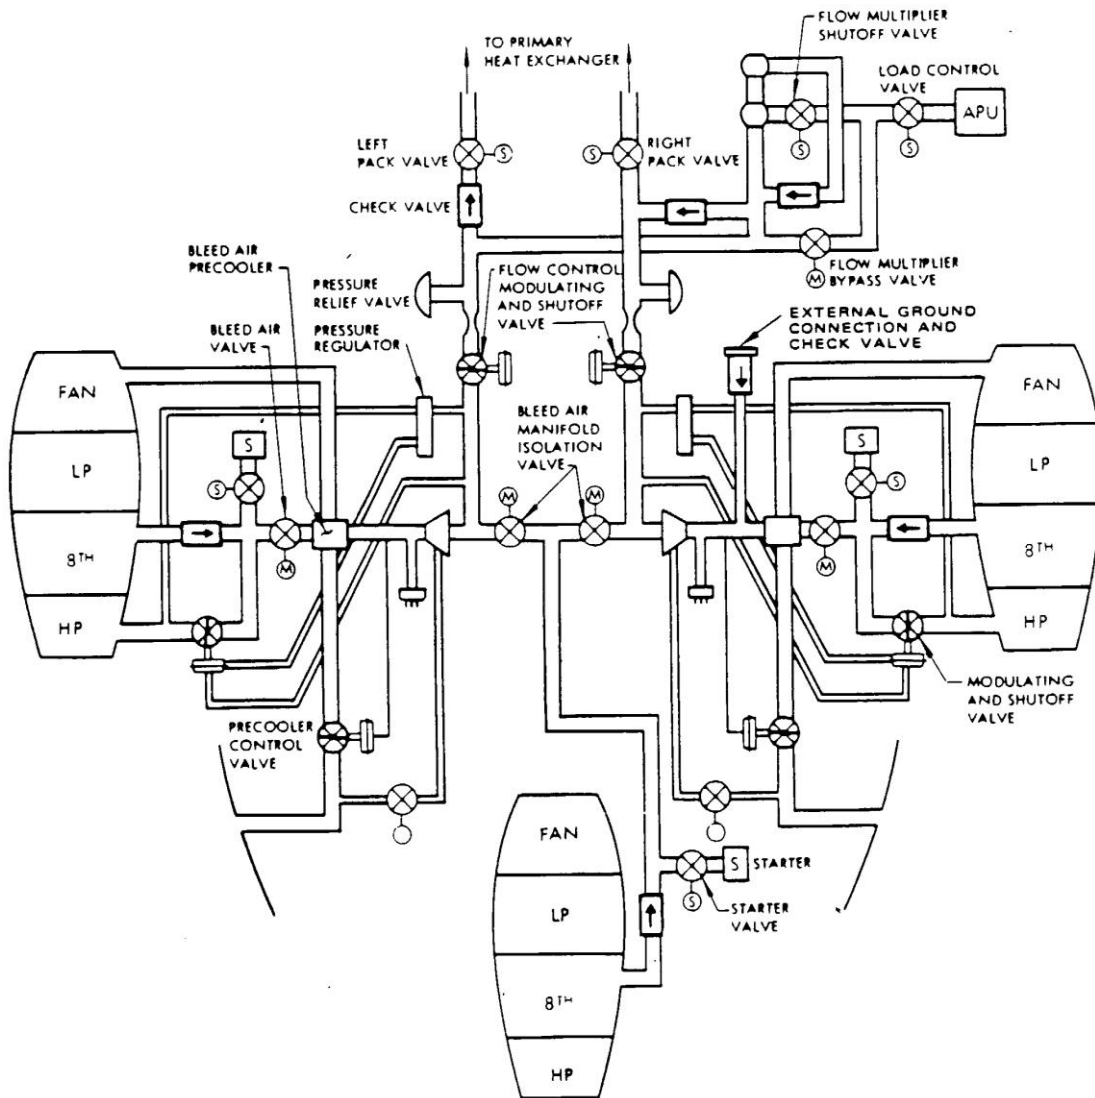 FLOW MULTIPLIER
SHUTOFF VALVE
TO PRIMARY
HEAT EXCHANGER
LOAD CONTROL
VALVE
APU
S
S
LEFT
PACK VALVE
S
S
RIGHT
PACK VALVE
CHECK VALVE
BLEED AIR
PRECOOLER
PRESSURE
RELIEF VALVE
FLOW CONTROL
MODULATING
AND SHUTOFF
VALVE
M
FLOW MULTIPLIER
BYPASS VALVE
BLEED AIR
VALVE
PRESSURE
REGULATOR
EXTERNAL GROUND
CONNECTION AND
CHECK VALVE
BLEED AIR
MANIFOLD
ISOLATION
VALVE
FAN
LP
8TH
HP
S
S
M
M
M
S
S
M
FAN
LP
8TH
HP
PRECOOLER
CONTROL
VALVE
MODULATING
AND SHUTOFF
VALVE
FAN
LP
8TH
HP
S
STARTER
S
STARTER
VALVE